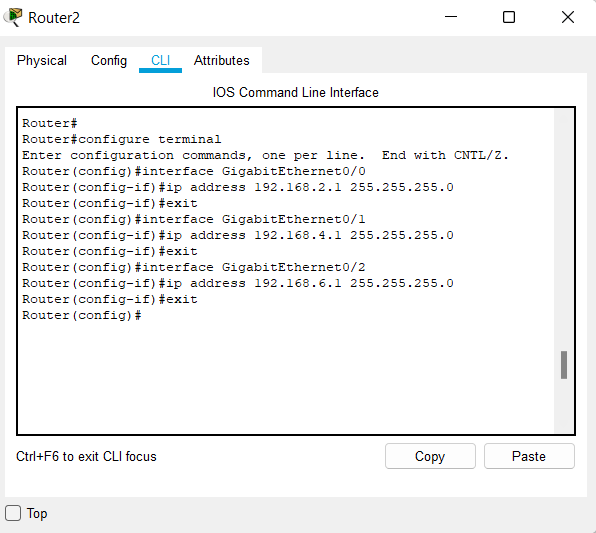 Router2
Physical Config CLI Attributes
IOS Command Line Interface
Router#
Router#configure terminal
Enter configuration commands, one per line.  End with CNTL/Z.
Router(config)#interface GigabitEthernet0/0
Router(config-if)#ip address 192.168.2.1 255.255.255.0
Router(config-if)#exit
Router(config)#interface GigabitEthernet0/1
Router(config-if)#ip address 192.168.4.1 255.255.255.0
Router(config-if)#exit
Router(config)#interface GigabitEthernet0/2
Router(config-if)#ip address 192.168.6.1 255.255.255.0
Router(config-if)#exit
Router(config)#
Ctrl+F6 to exit CLI focus Copy Paste
Top